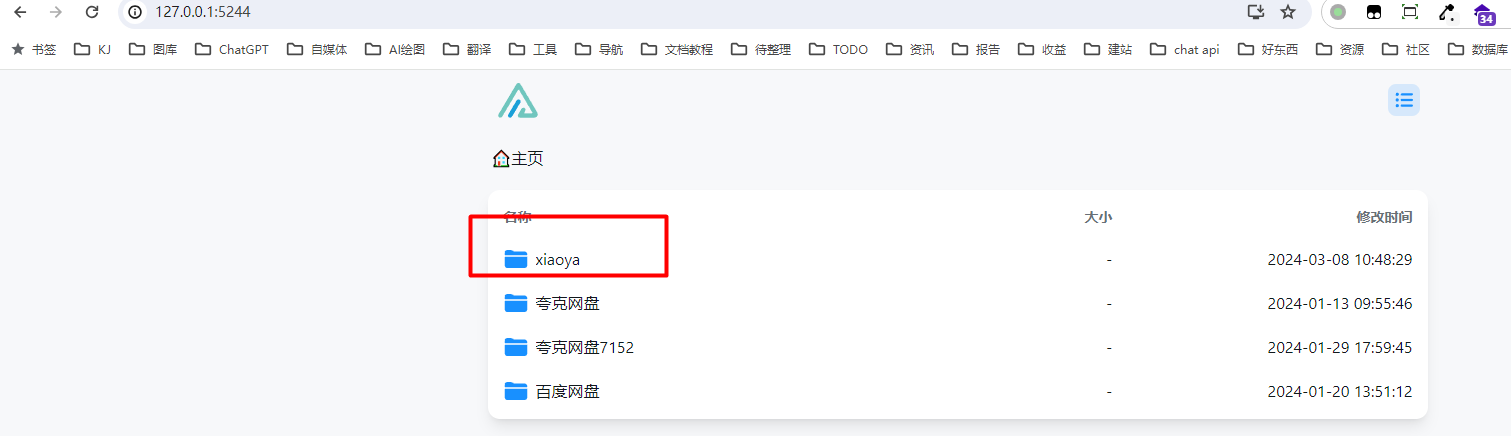 127.0.0.1:5244
34
书签 KJ 图库 ChatGPT 自媒体 AI绘图 翻译 工具 导航 文档教程 待整理 TODO 资讯 报告 收益 建站 chat api 好东西 资源 社区 数据库
主页
名称 大小 修改时间
xiaoya - 2024-03-08 10:48:29
夸克网盘 - 2024-01-13 09:55:46
夸克网盘7152 - 2024-01-29 17:59:45
百度网盘 - 2024-01-20 13:51:12